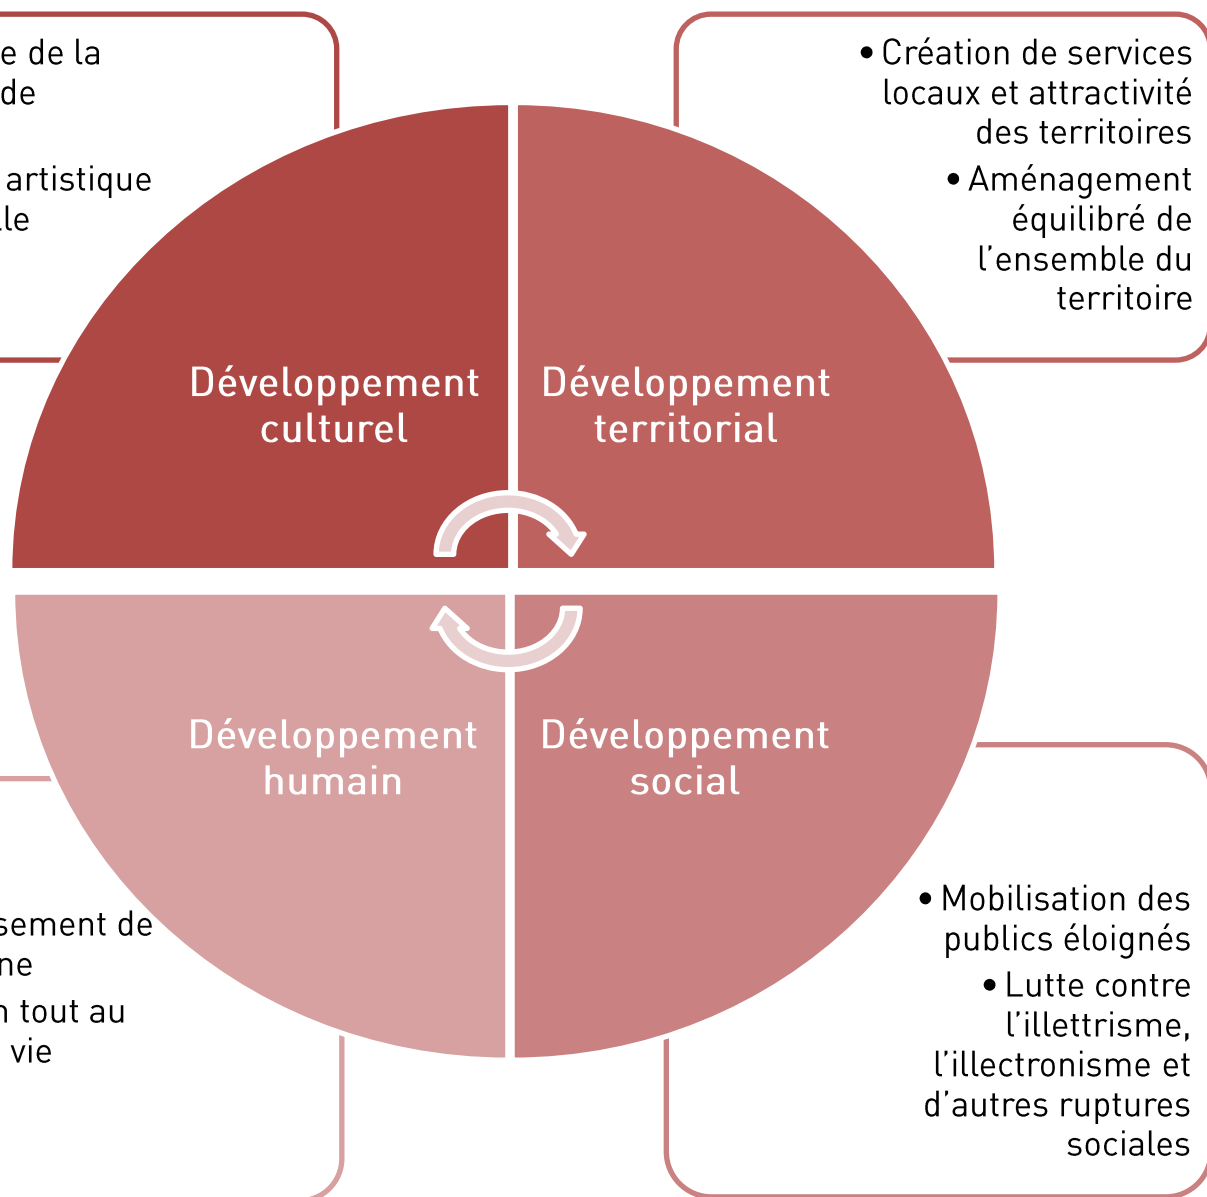 e de la
de
artistique
lle
• Création de services
locaux et attractivité
des territoires
• Aménagement
équilibré de
l’ensemble du
territoire
Développement
culturel
Développement
territorial
Développement
humain
Développement
social
sement de
ne
n tout au
vie
• Mobilisation des
publics éloignés
• Lutte contre
l’illettrisme,
l’illectronisme et
d’autres ruptures
sociales